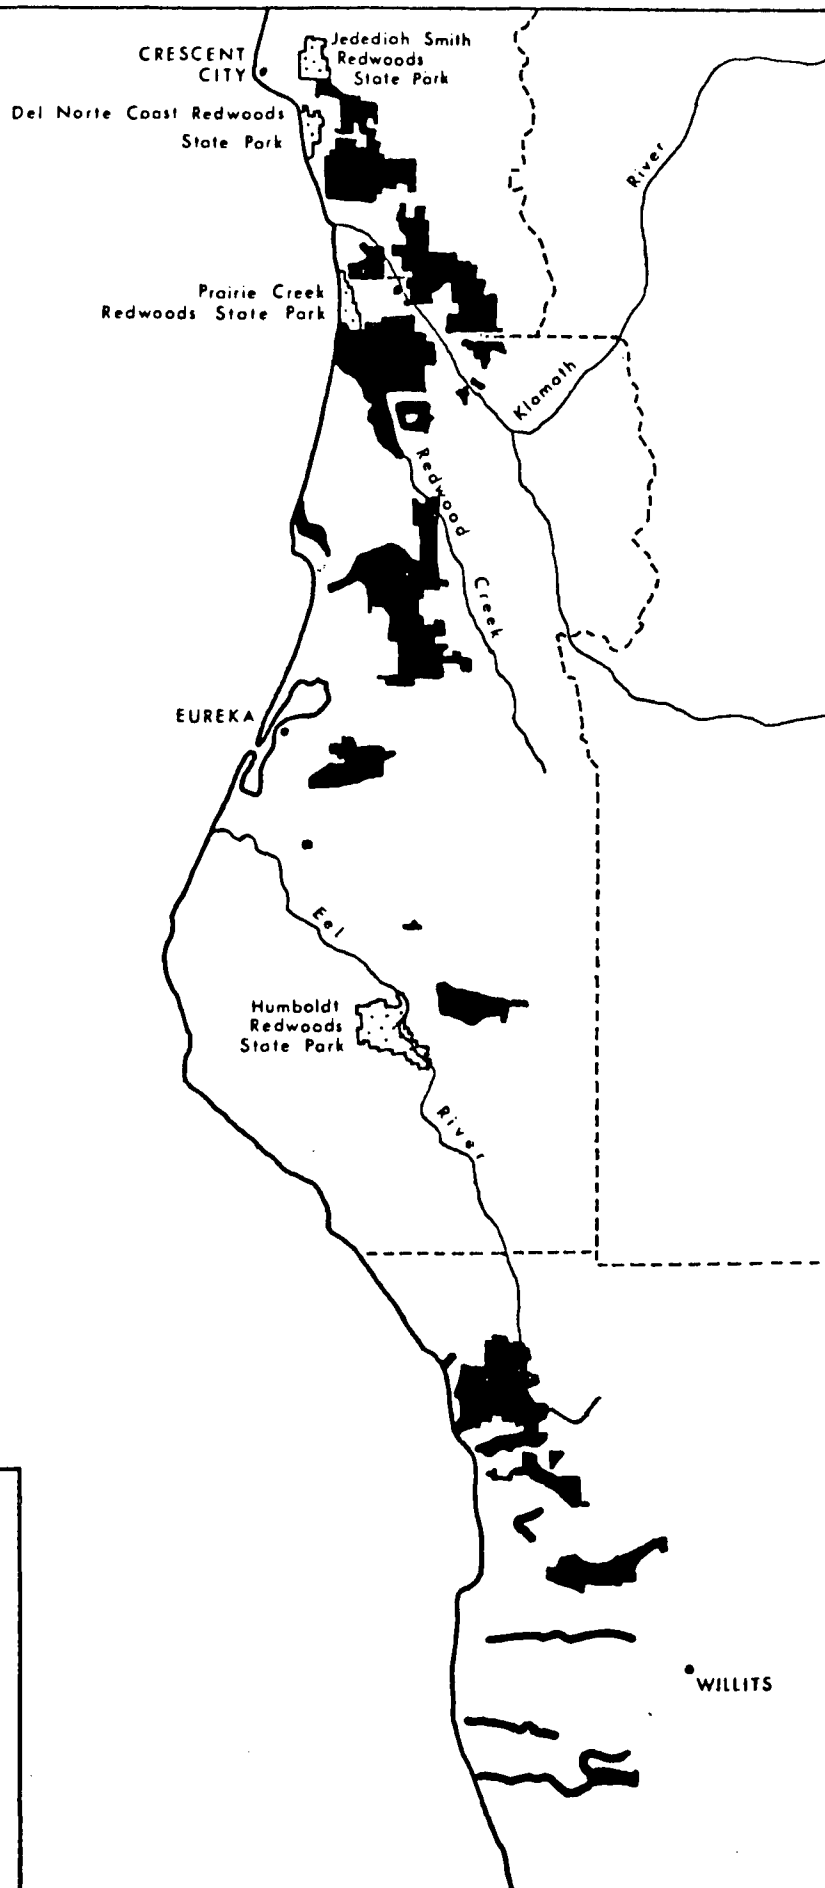 CRESCENT
CITY
Jedediah Smith
Redwoods
State Park
Del Norte Coast Redwoods
State Park
River
Prairie Creek
Redwoods State Park
Klamath
Redwood
Creek
EUREKA
Eel
Humboldt
Redwoods
State Park
River
WILLITS